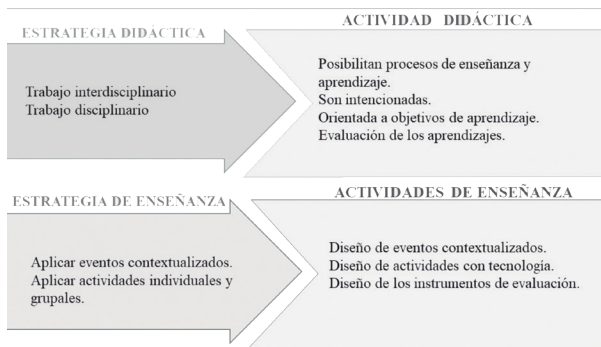 ESTRATEGIA DIDÁCTICA
Trabajo interdisciplinario
Trabajo disciplinario
ACTIVIDAD DIDÁCTICA
Posibilitan procesos de enseñanza y
aprendizaje.
Son intencionadas.
Orientada a objetivos de aprendizaje.
Evaluación de los aprendizajes.
ESTRATEGIA DE ENSEÑANZA
Aplicar eventos contextualizados.
Aplicar actividades individuales y
grupales.
ACTIVIDADES DE ENSEÑANZA
Diseño de eventos contextualizados.
Diseño de actividades con tecnología.
Diseño de los instrumentos de evaluación.